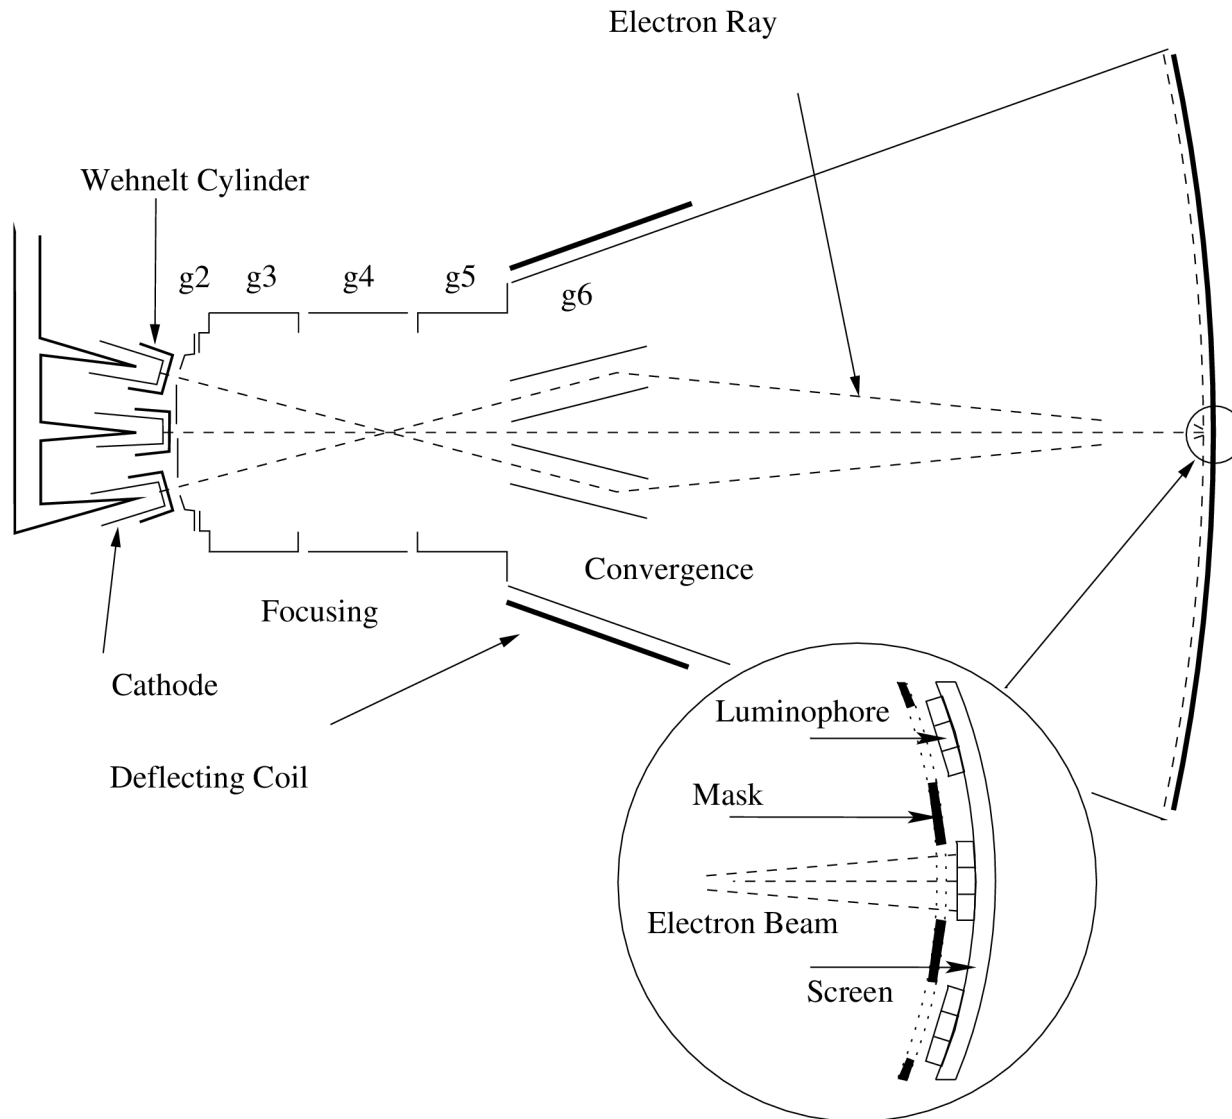 Electron Ray
Wehnelt Cylinder
g2
g3
g4
g5
g6
Convergence
Focusing
Cathode
Deflecting Coil
Luminophore
Mask
Electron Beam
Screen